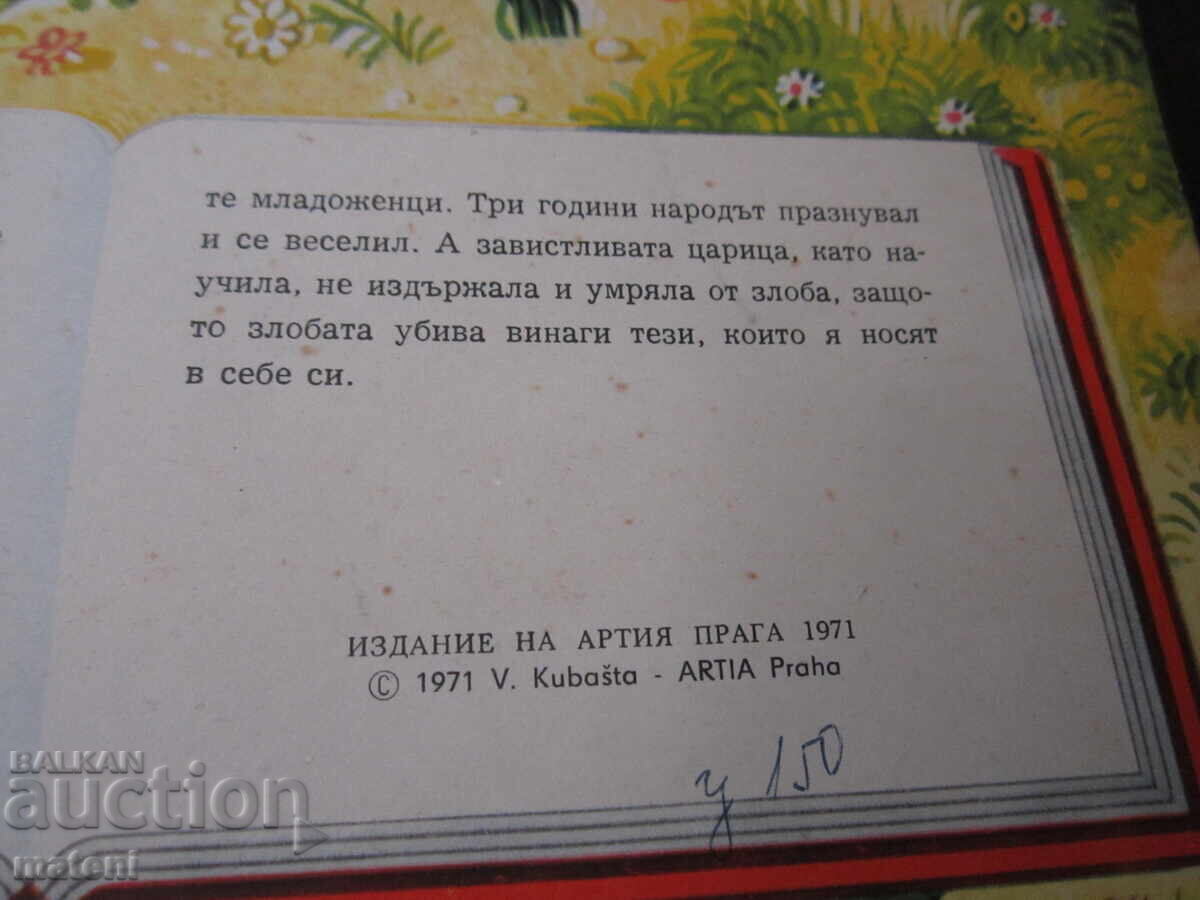 те младоженци. Три години народът празнувал
и се веселил. А завистливата царица, като на-
учила, не издържала и умряла от злоба, защо-
то злобата убива винаги тези, които я носят
в себе си.
ИЗДАНИЕ НА АРТИЯ ПРАГА 1971
© 1971 V. Kubašta - ARTIA Praha
ц 150
BALKAN
auction
mateni